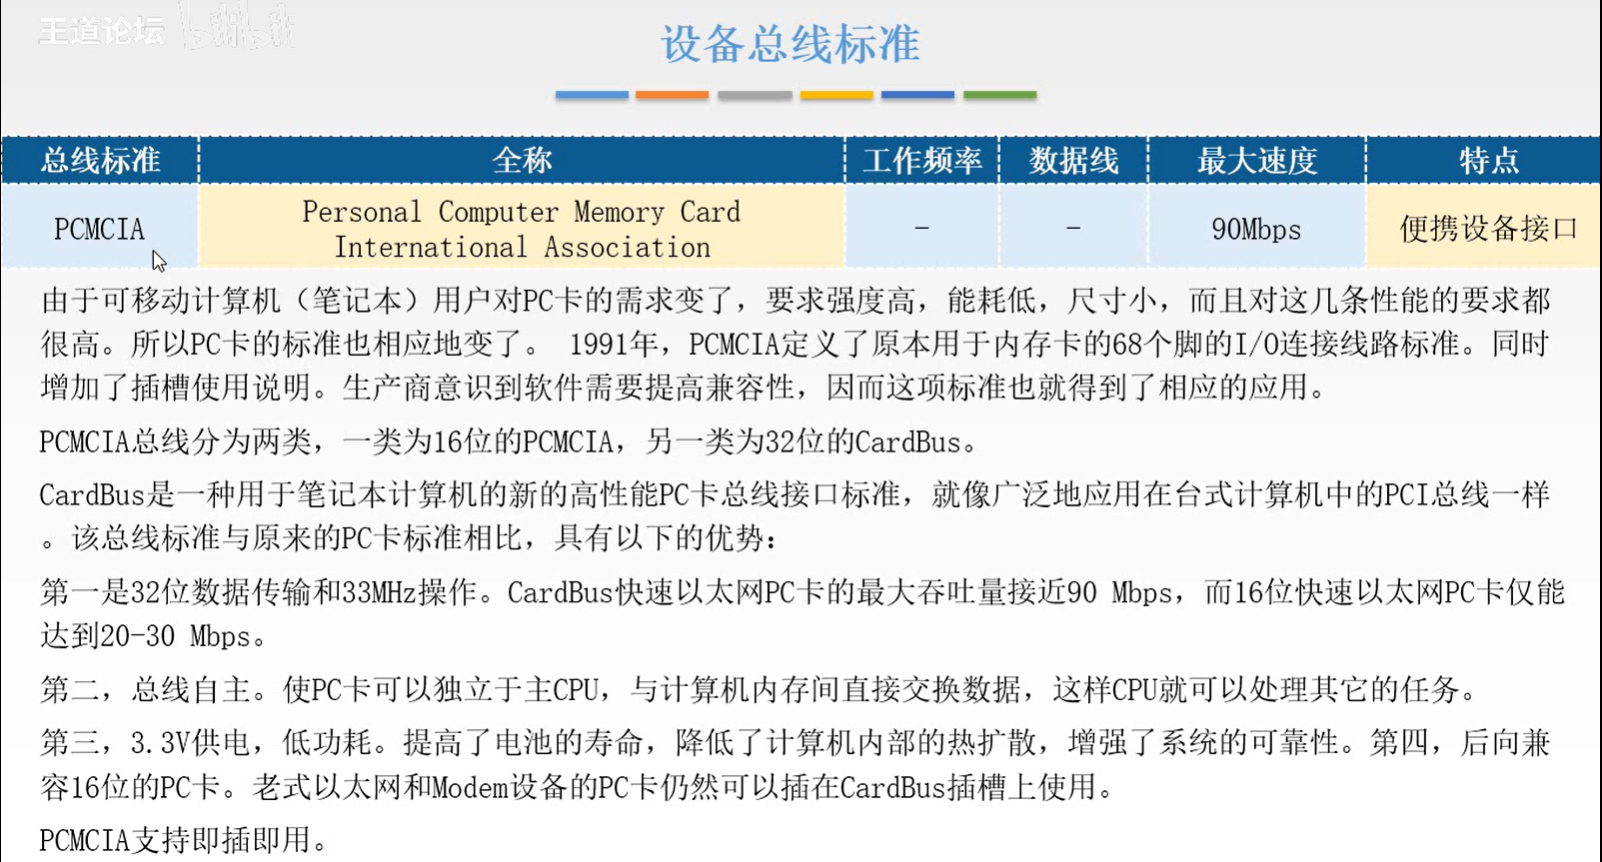 王道论坛 bilibili
设备总线标准
总线标准 全称 工作频率 数据线 最大速度 特点
PCMCIA Personal Computer Memory Card International Association - - 90Mbps 便携设备接口
由于可移动计算机（笔记本）用户对PC卡的需求变了，要求强度高，能耗低，尺寸小，而且对这几条性能的要求都
很高。所以PC卡的标准也相应地变了。 1991年，PCMCIA定义了原本用于内存卡的68个脚的I/O连接线路标准。同时
增加了插槽使用说明。生产商意识到软件需要提高兼容性，因而这项标准也就得到了相应的应用。
PCMCIA总线分为两类，一类为16位的PCMCIA，另一类为32位的CardBus。
CardBus是一种用于笔记本计算机的新的高性能PC卡总线接口标准，就像广泛地应用在台式计算机中的PCI总线一样
。该总线标准与原来的PC卡标准相比，具有以下的优势：
第一是32位数据传输和33MHz操作。CardBus快速以太网PC卡的最大吞吐量接近90 Mbps，而16位快速以太网PC卡仅能
达到20-30 Mbps。
第二，总线自主。使PC卡可以独立于主CPU，与计算机内存间直接交换数据，这样CPU就可以处理其它的任务。
第三，3.3V供电，低功耗。提高了电池的寿命，降低了计算机内部的热扩散，增强了系统的可靠性。第四，后向兼
容16位的PC卡。老式以太网和Modem设备的PC卡仍然可以插在CardBus插槽上使用。
PCMCIA支持即插即用。